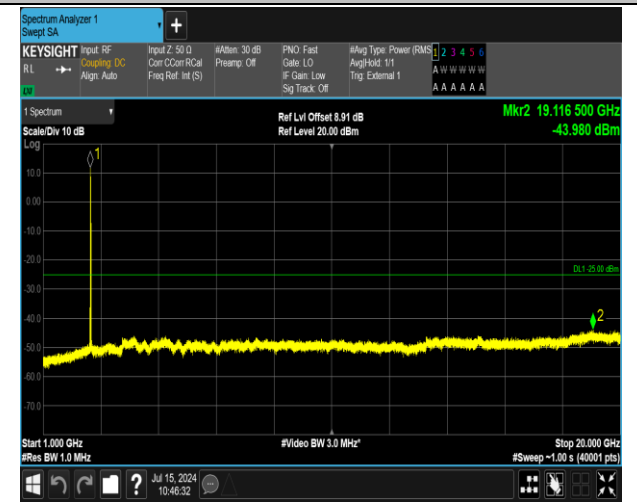 Spectrum Analyzer 1
Swept SA
+
KEYSIGHT Input: RF Input Z: 50 Ω #Atten: 30 dB PNO: Fast #Avg Type: Power (RMS 1 2 3 4 5 6
RL Coupling: DC Corr CCorr RCal Preamp: Off Gate: LO Avg|Hold: 1/1 A W W W W W
Align: Auto Freq Ref: Int (S) IF Gain: Low Trig: External 1
Sig Track: Off A A A A A A
1 Spectrum Ref Lvl Offset 8.91 dB Mkr2 19.116 500 GHz
Scale/Div 10 dB Ref Level 20.00 dBm -43.980 dBm
Log
1
10.0
0.00
-10.0
-20.0
DL1 -25.00 dBm
-30.0
-40.0
2
-60.0
-70.0
Start 1.000 GHz #Video BW 3.0 MHz* Stop 20.000 GHz
#Res BW 1.0 MHz #Sweep ~1.00 s (40001 pts)
? Jul 15, 2024
10:46:32